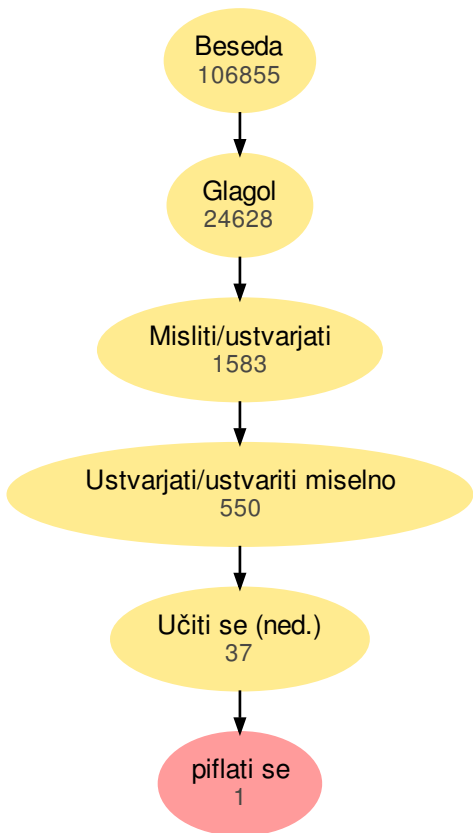 Beseda
106855
Glagol
24628
Misliti/ustvarjati
1583
Ustvarjati/ustvariti miselno
550
Učiti se (ned.)
37
piflati se
1